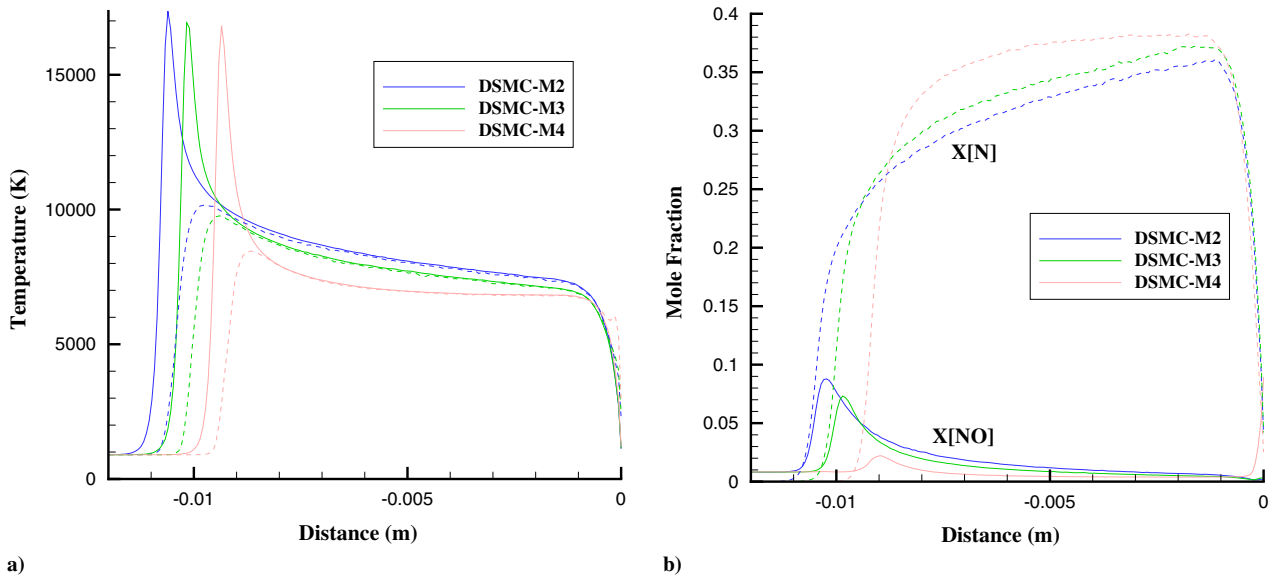 Temperature (K)
15000
10000
5000
0
DSMC-M2
DSMC-M3
DSMC-M4
-0.01
-0.005
0
Distance (m)
a)
Mole Fraction
0.4
0.35
0.3
0.25
0.2
0.15
0.1
0.05
0
X[N]
DSMC-M2
DSMC-M3
DSMC-M4
X[NO]
-0.01
-0.005
0
Distance (m)
b)